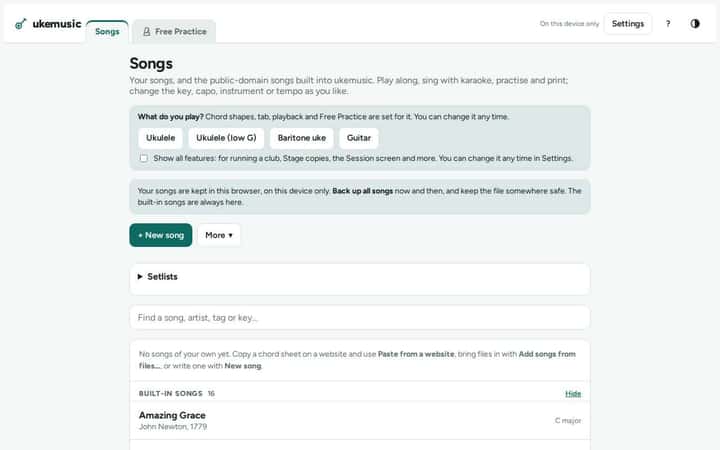 ukemusic
Songs
Free Practice
On this device only
Settings
?
Songs
Your songs, and the public-domain songs built into ukemusic. Play along, sing with karaoke, practise and print;
change the key, capo, instrument or tempo as you like.
What do you play? Chord shapes, tab, playback and Free Practice are set for it. You can change it any time.
Ukulele
Ukulele (low G)
Baritone uke
Guitar
Show all features: for running a club, Stage copies, the Session screen and more. You can change it any time in Settings.
Your songs are kept in this browser, on this device only. Back up all songs now and then, and keep the file somewhere safe. The
built-in songs are always here.
+ New song
More ▾
▶ Setlists
Find a song, artist, tag or key...
No songs of your own yet. Copy a chord sheet on a website and use Paste from a website, bring files in with Add songs from
files..., or write one with New song.
BUILT-IN SONGS 16
Hide
Amazing Grace
John Newton, 1779
C major